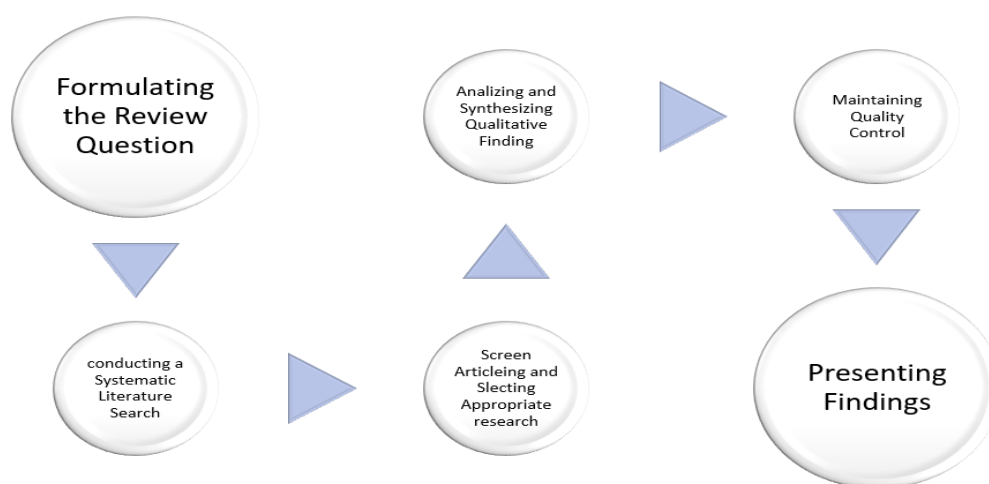 Formulating
the Review
Question
conducting a
Systematic
Literature
Search
Screen
Articleing and
Slecting
Appropriate
research
Analizing and
Synthesizing
Qualitative
Finding
Maintaining
Quality
Control
Presenting
Findings